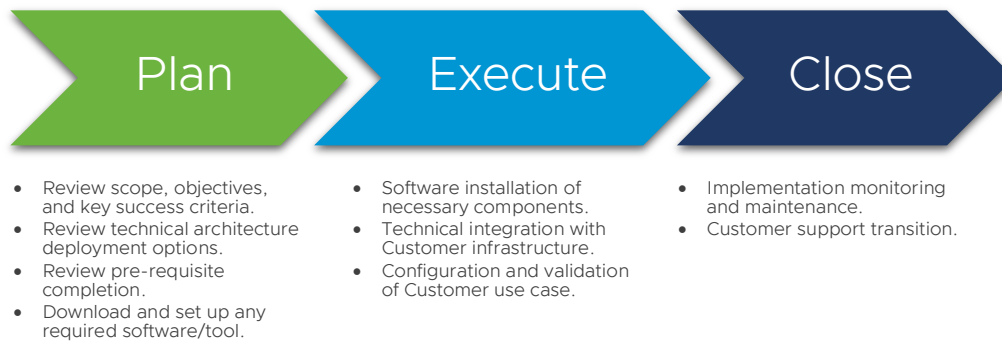 Plan
Execute
Close
• Review scope, objectives,
and key success criteria.
• Review technical architecture
deployment options.
• Review pre-requisite
completion.
• Download and set up any
required software/tool.
• Software installation of
necessary components.
• Technical integration with
Customer infrastructure.
• Configuration and validation
of Customer use case.
• Implementation monitoring
and maintenance.
• Customer support transition.